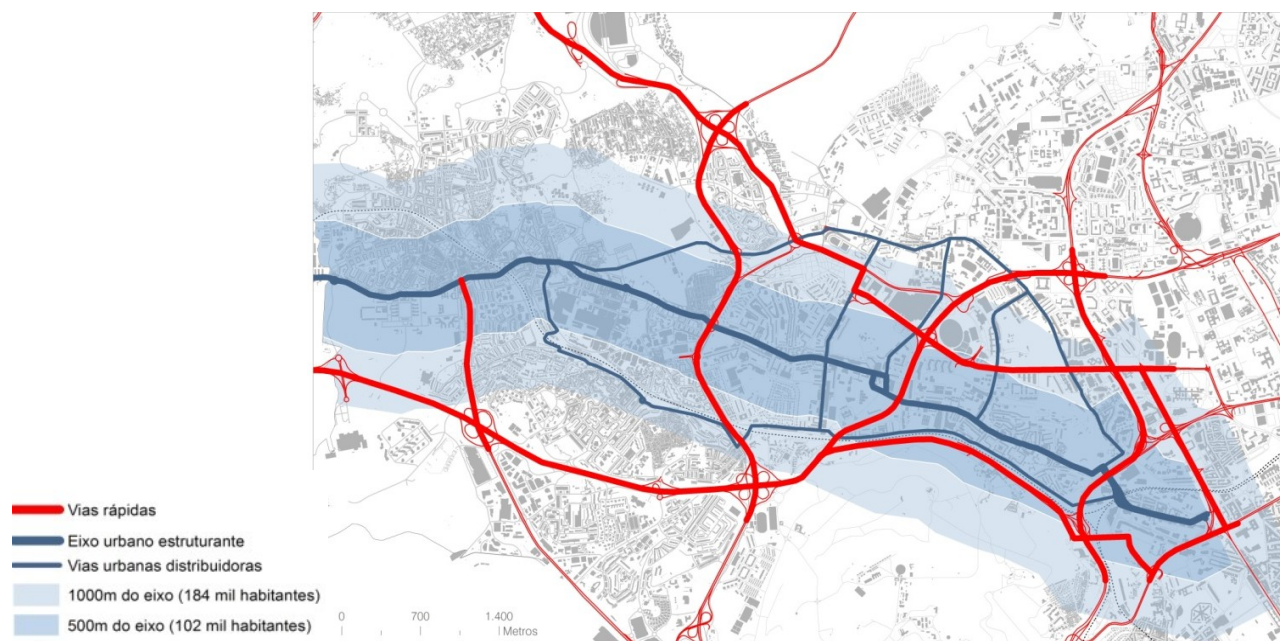 Vias rápidas
Eixo urbano estruturante
Vias urbanas distribuidoras
1000m do eixo (184 mil habitantes)
500m do eixo (102 mil habitantes)
0 700 1.400
Metros